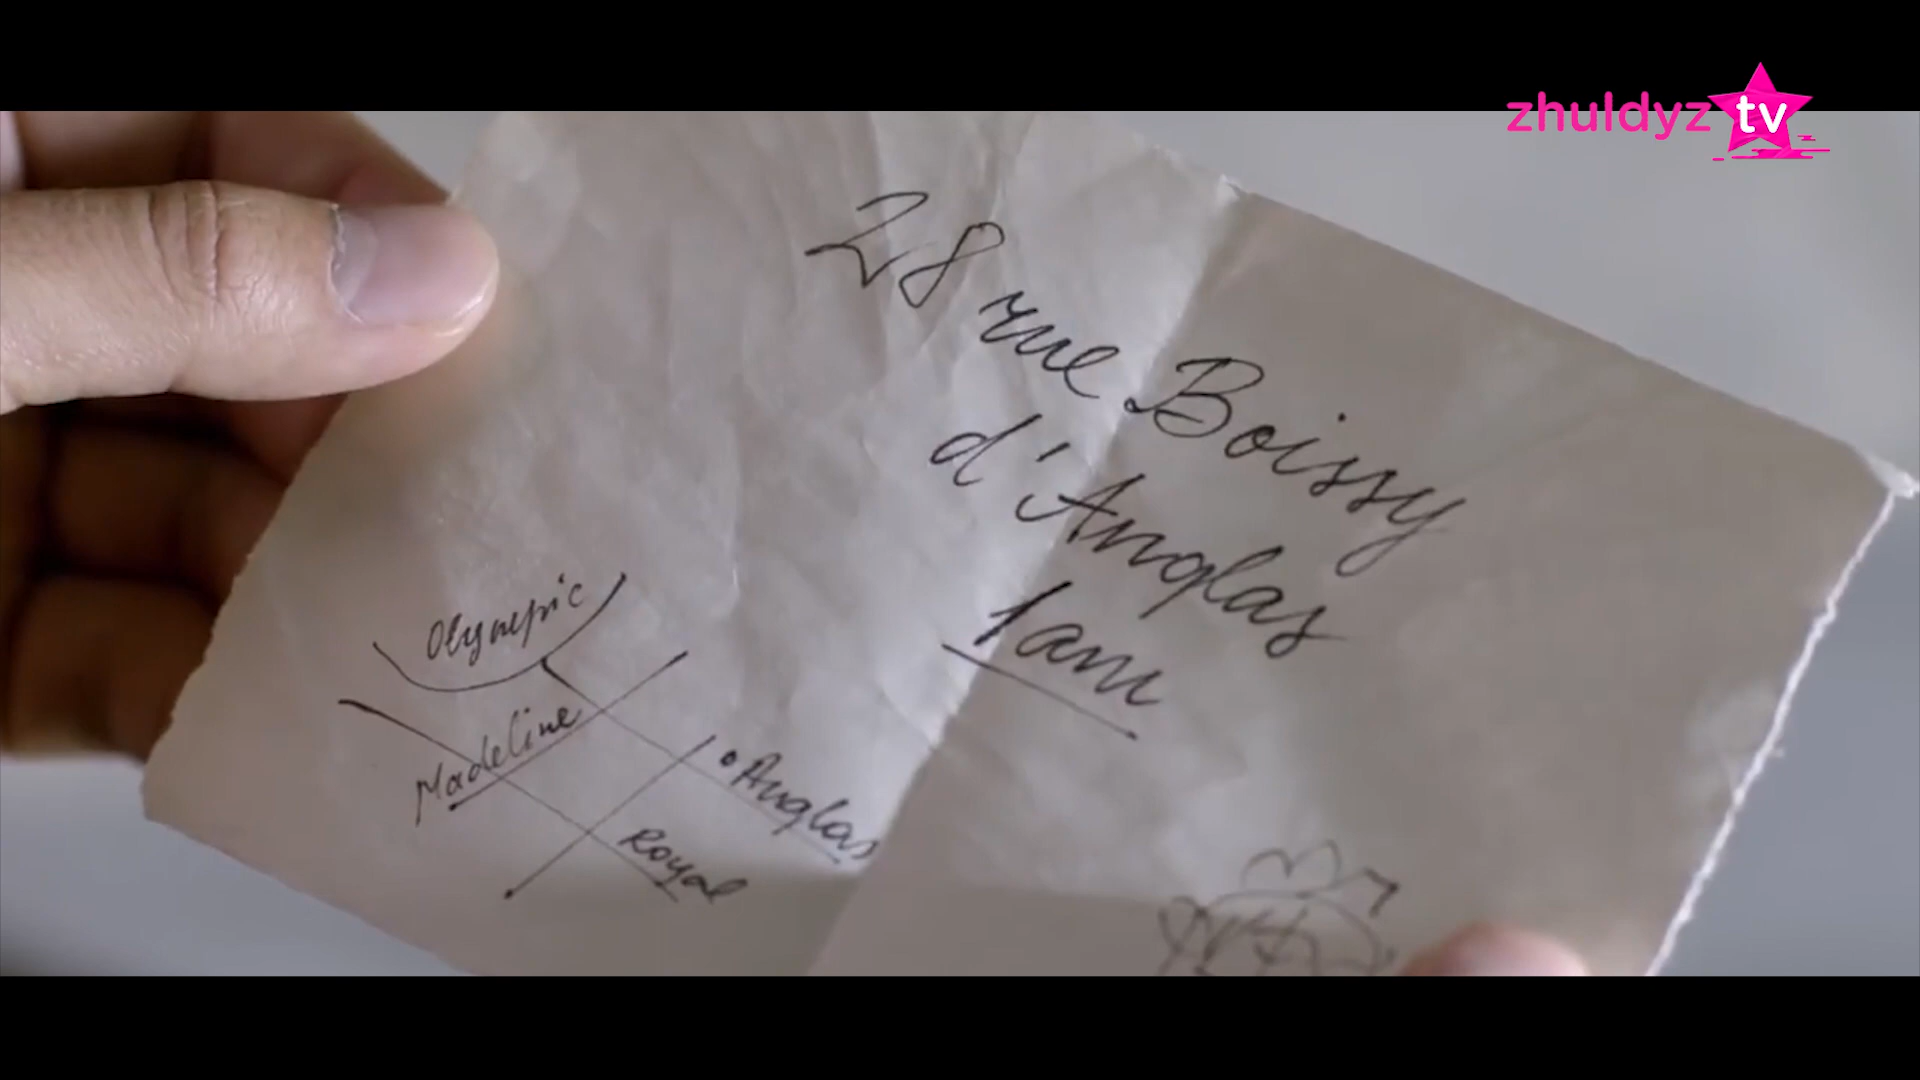 zhuldyz tv
28 rue Boissy
d'Anglas
1am
Olympic
Madeline
Anglas
Royal